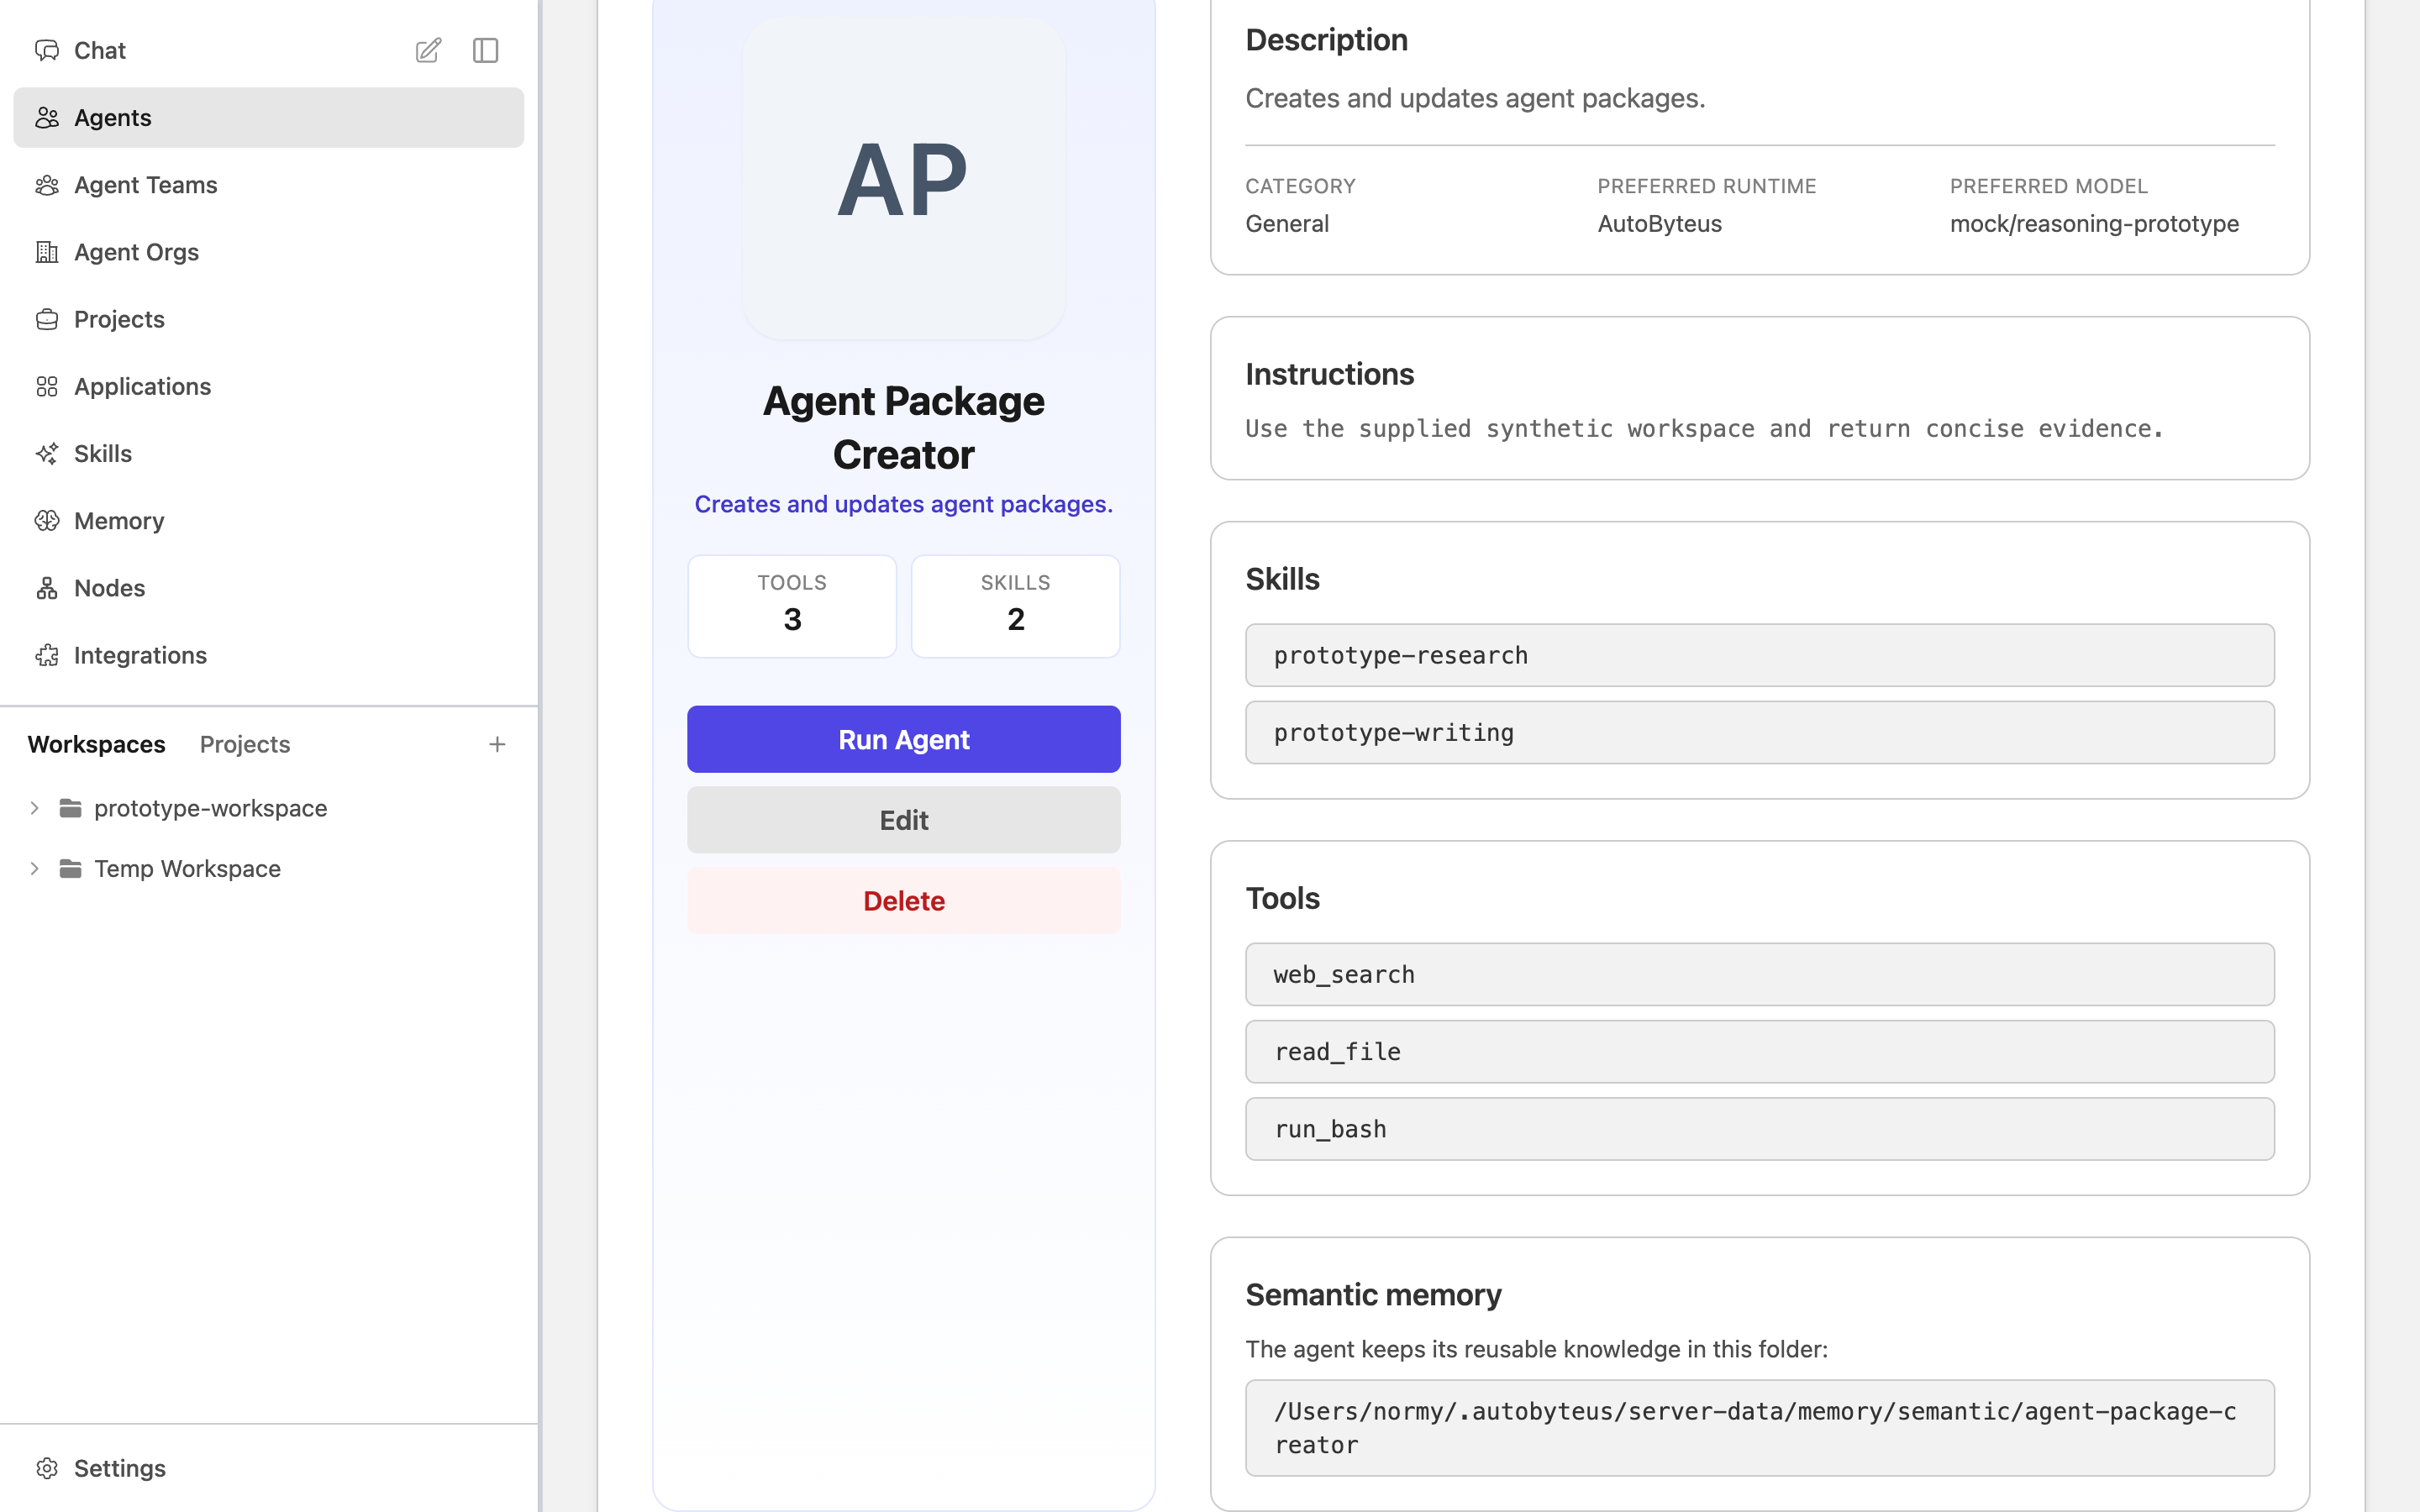 Chat
Agents
Agent Teams
Agent Orgs
Projects
Applications
Skills
Memory
Nodes
Integrations
Workspaces Projects
prototype-workspace
Temp Workspace
Settings
AP
Agent Package
Creator
Creates and updates agent packages.
TOOLS
3
SKILLS
2
Run Agent
Edit
Delete
Description
Creates and updates agent packages.
CATEGORY
General
PREFERRED RUNTIME
AutoByteus
PREFERRED MODEL
mock/reasoning-prototype
Instructions
Use the supplied synthetic workspace and return concise evidence.
Skills
prototype-research
prototype-writing
Tools
web_search
read_file
run_bash
Semantic memory
The agent keeps its reusable knowledge in this folder:
/Users/normy/.autobyteus/server-data/memory/semantic/agent-package-c
reator